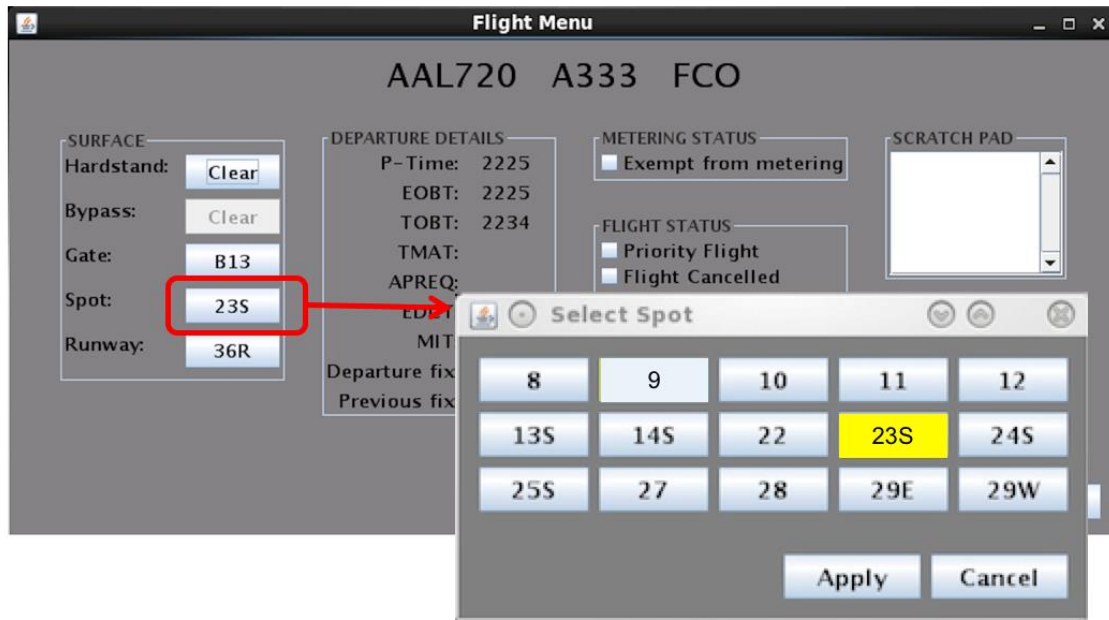 Flight Menu
AAL720 A333 FCO
SURFACE
Hardstand: Clear
Bypass: Clear
Gate: B13
Spot: 23S
Runway: 36R
DEPARTURE DETAILS
P-Time: 2225
EOBT: 2225
TOBT: 2234
TMAT:
APREQ:
MIT
Departure fix
Previous fix
METERING STATUS
Exempt from metering
FLIGHT STATUS
Priority Flight
Flight Cancelled
SCRATCH PAD
Select Spot
8 9 10 11 12
13S 14S 22 23S 24S
25S 27 28 29E 29W
Apply Cancel